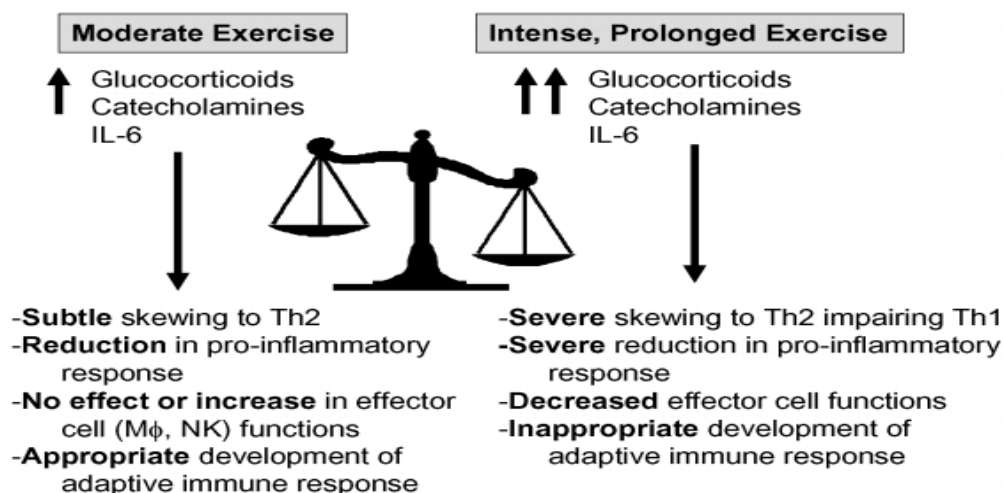 Moderate Exercise
Glucocorticoids
Catecholamines
IL-6
-Subtle skewing to Th2
-Reduction in pro-inflammatory
response
-No effect or increase in effector
cell (Mϕ, NK) functions
-Appropriate development of
adaptive immune response
Intense, Prolonged Exercise
Glucocorticoids
Catecholamines
IL-6
-Severe skewing to Th2 impairing Th1
-Severe reduction in pro-inflammatory
response
-Decreased effector cell functions
-Inappropriate development of
adaptive immune response